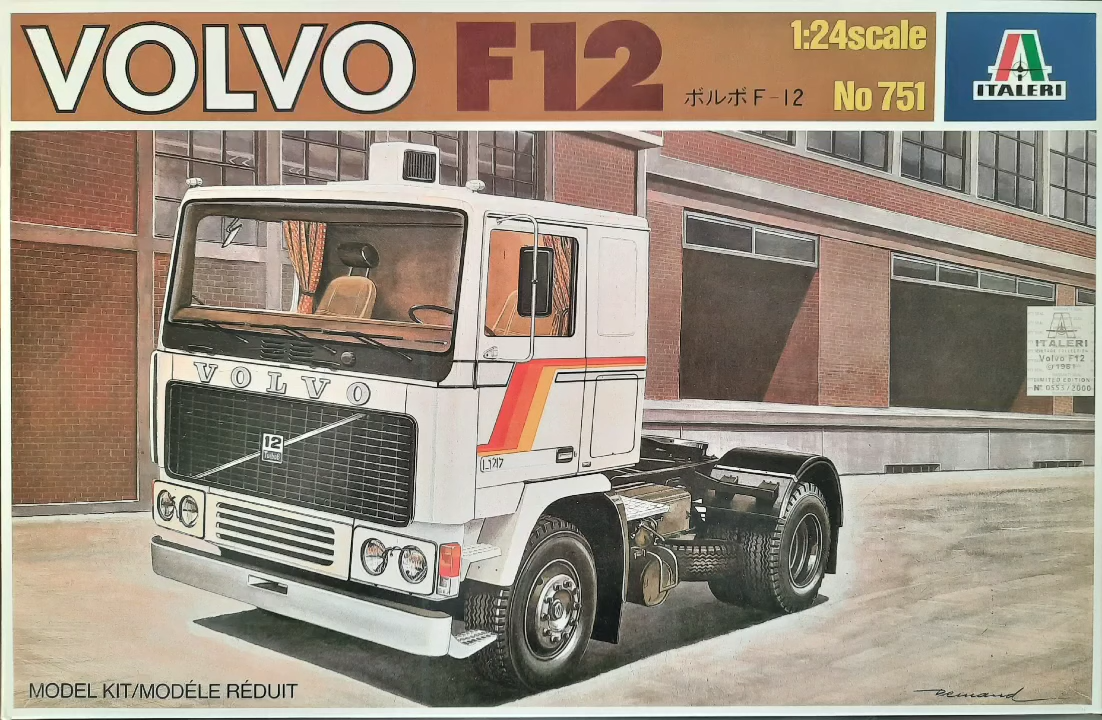 VOLVO F12
ボルボF-12
1:24scale
No 751
ITALERI
VOLVO
12
ITALERI
Volvo F12
LIMITED EDITION
MODEL KIT/MODÉLE RÉDUIT